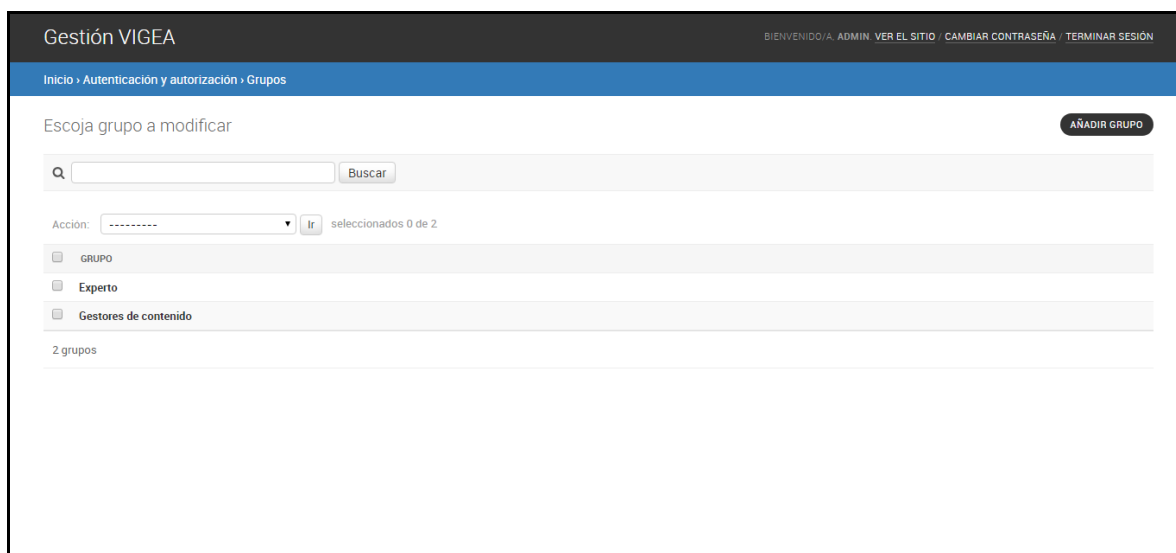 Gestión VIGEA
BIENVENIDO/A, ADMIN. VER EL SITIO / CAMBIAR CONTRASEÑA / TERMINAR SESIÓN
Inicio › Autenticación y autorización › Grupos
Escoja grupo a modificar
AÑADIR GRUPO
Buscar
Acción: --------- Ir seleccionados 0 de 2
GRUPO
Experto
Gestores de contenido
2 grupos